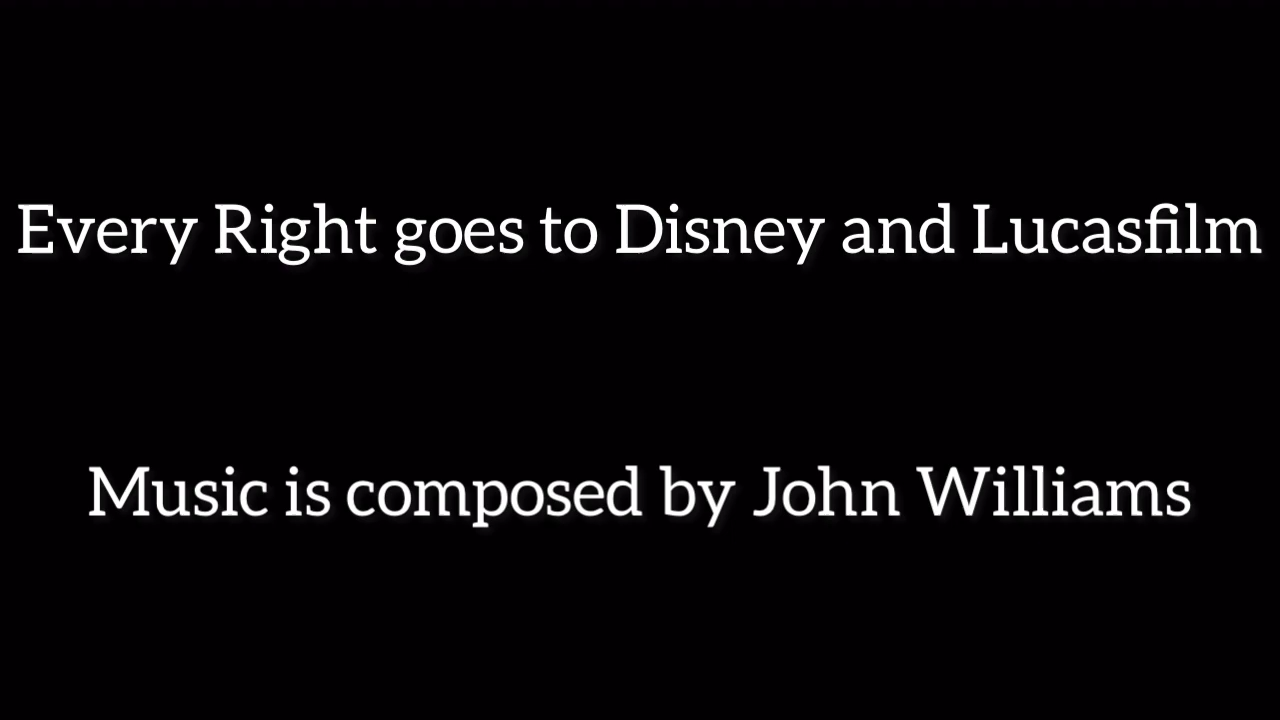 Every Right goes to Disney and Lucasfilm
Music is composed by John Williams